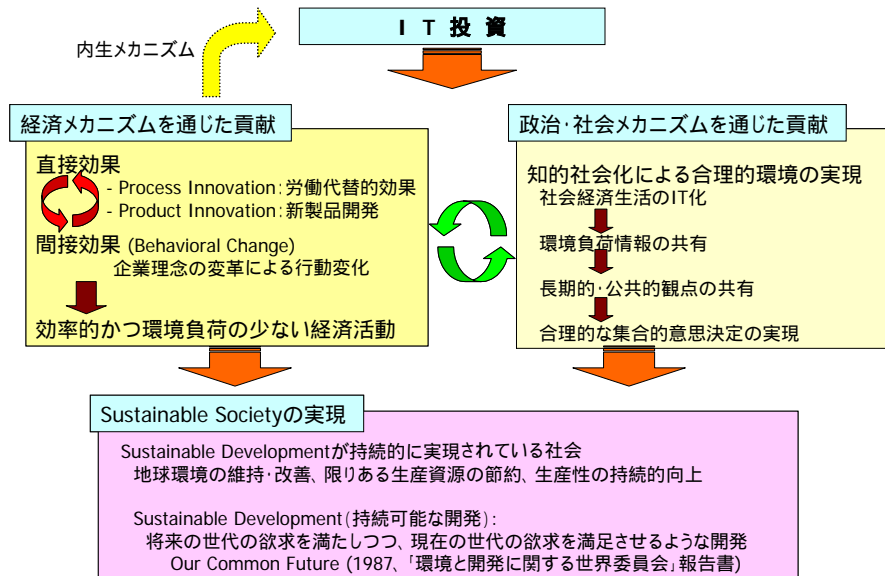 IT投資
内生メカニズム
経済メカニズムを通じた貢献
直接効果
- Process Innovation:労働代替的効果
- Product Innovation:新製品開発
間接効果 (Behavioral Change)
企業理念の変革による行動変化
効率的かつ環境負荷の少ない経済活動
政治・社会メカニズムを通じた貢献
知的社会化による合理的環境の実現
社会経済生活のIT化
環境負荷情報の共有
長期的・公共的観点の共有
合理的な集合的意思決定の実現
Sustainable Societyの実現
Sustainable Developmentが持続的に実現されている社会
地球環境の維持・改善、限りある生産資源の節約、生産性の持続的向上
Sustainable Development(持続可能な開発):
将来の世代の欲求を満たしつつ、現在の世代の欲求を満足させるような開発
Our Common Future (1987、「環境と開発に関する世界委員会」報告書)